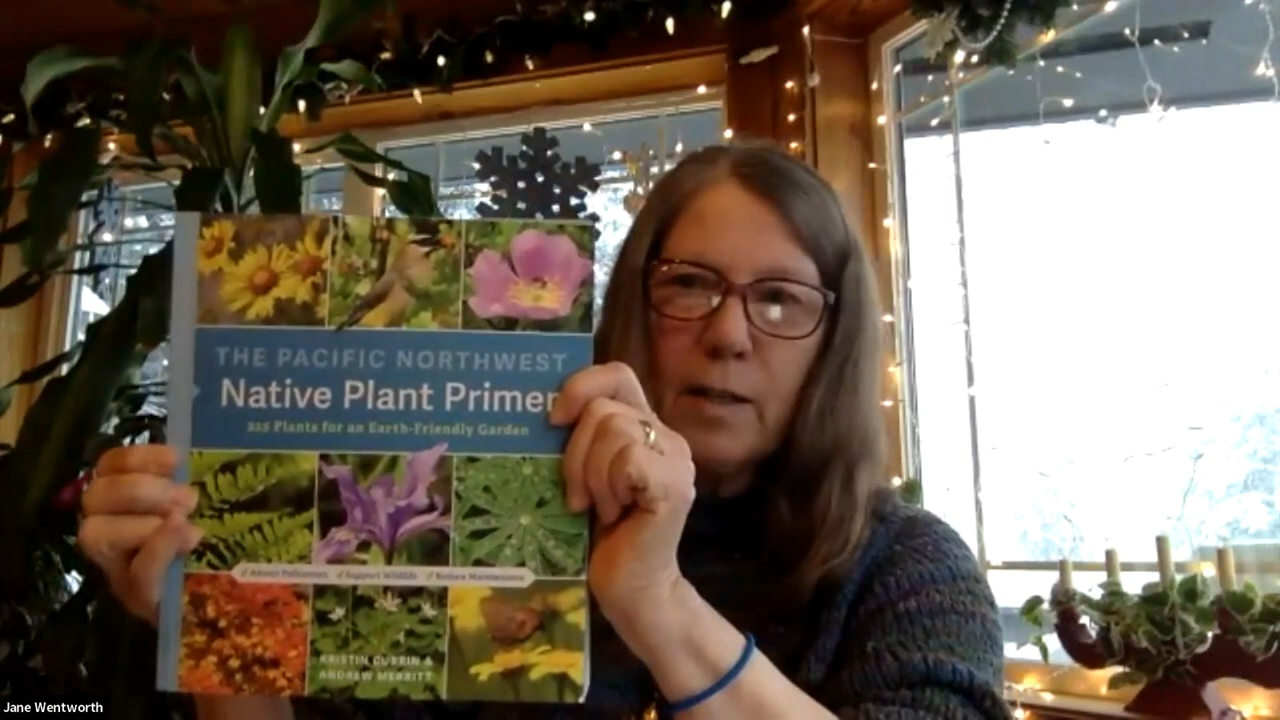 THE PACIFIC NORTHWEST
Native Plant Primer
225 Plants for an Earth-Friendly Garden
Attract Pollinators Support Wildlife Reduce Maintenance
KRISTIN CURRIN &
ANDREW MERRITT
Jane Wentworth